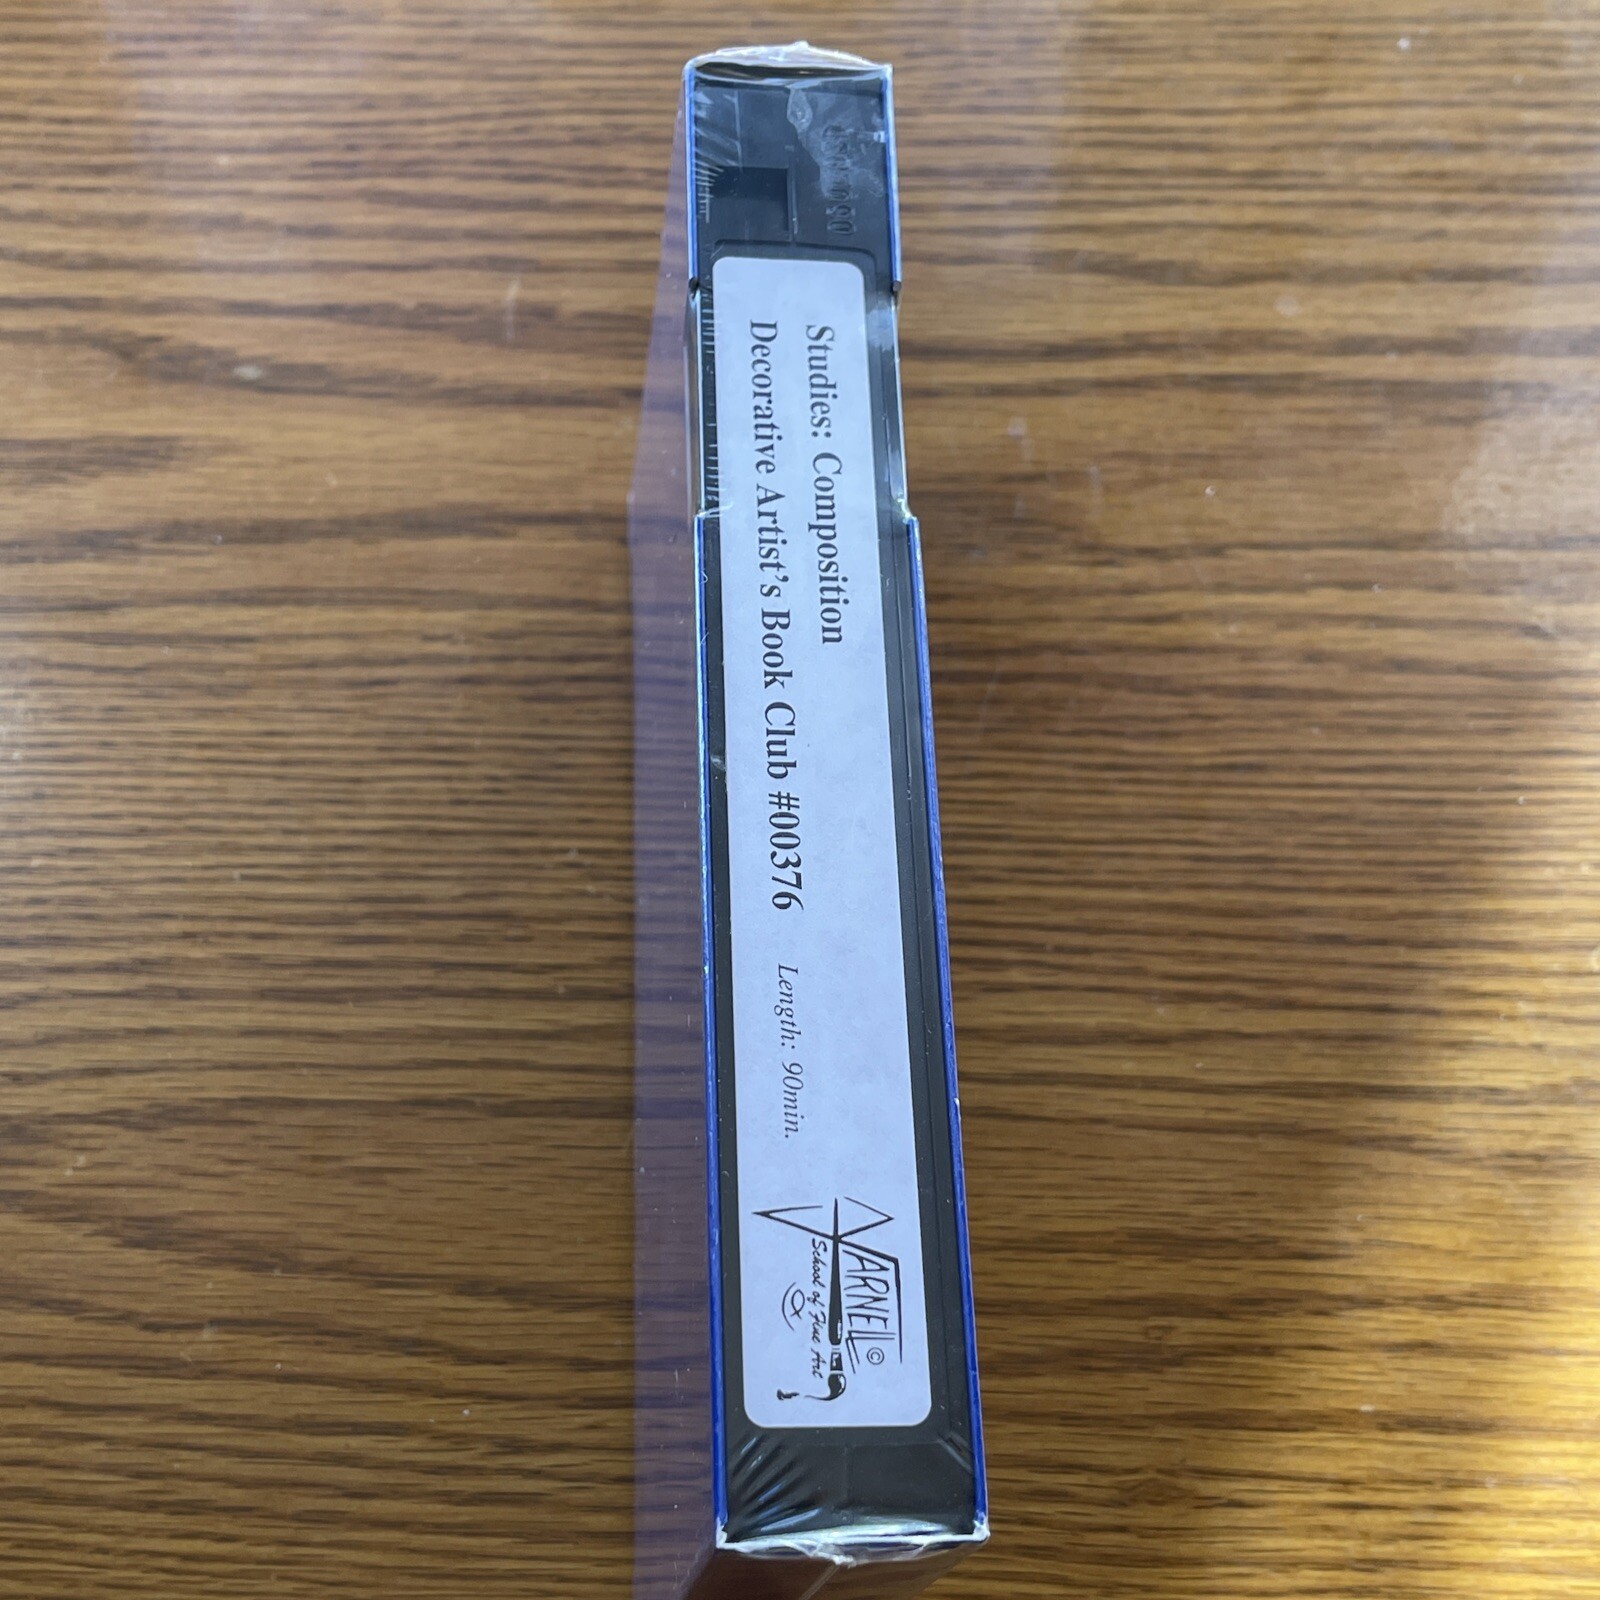 Studies: Composition
Decorative Artist's Book Club #00376 Length: 90min.
YARNELL©
School of Fine Art